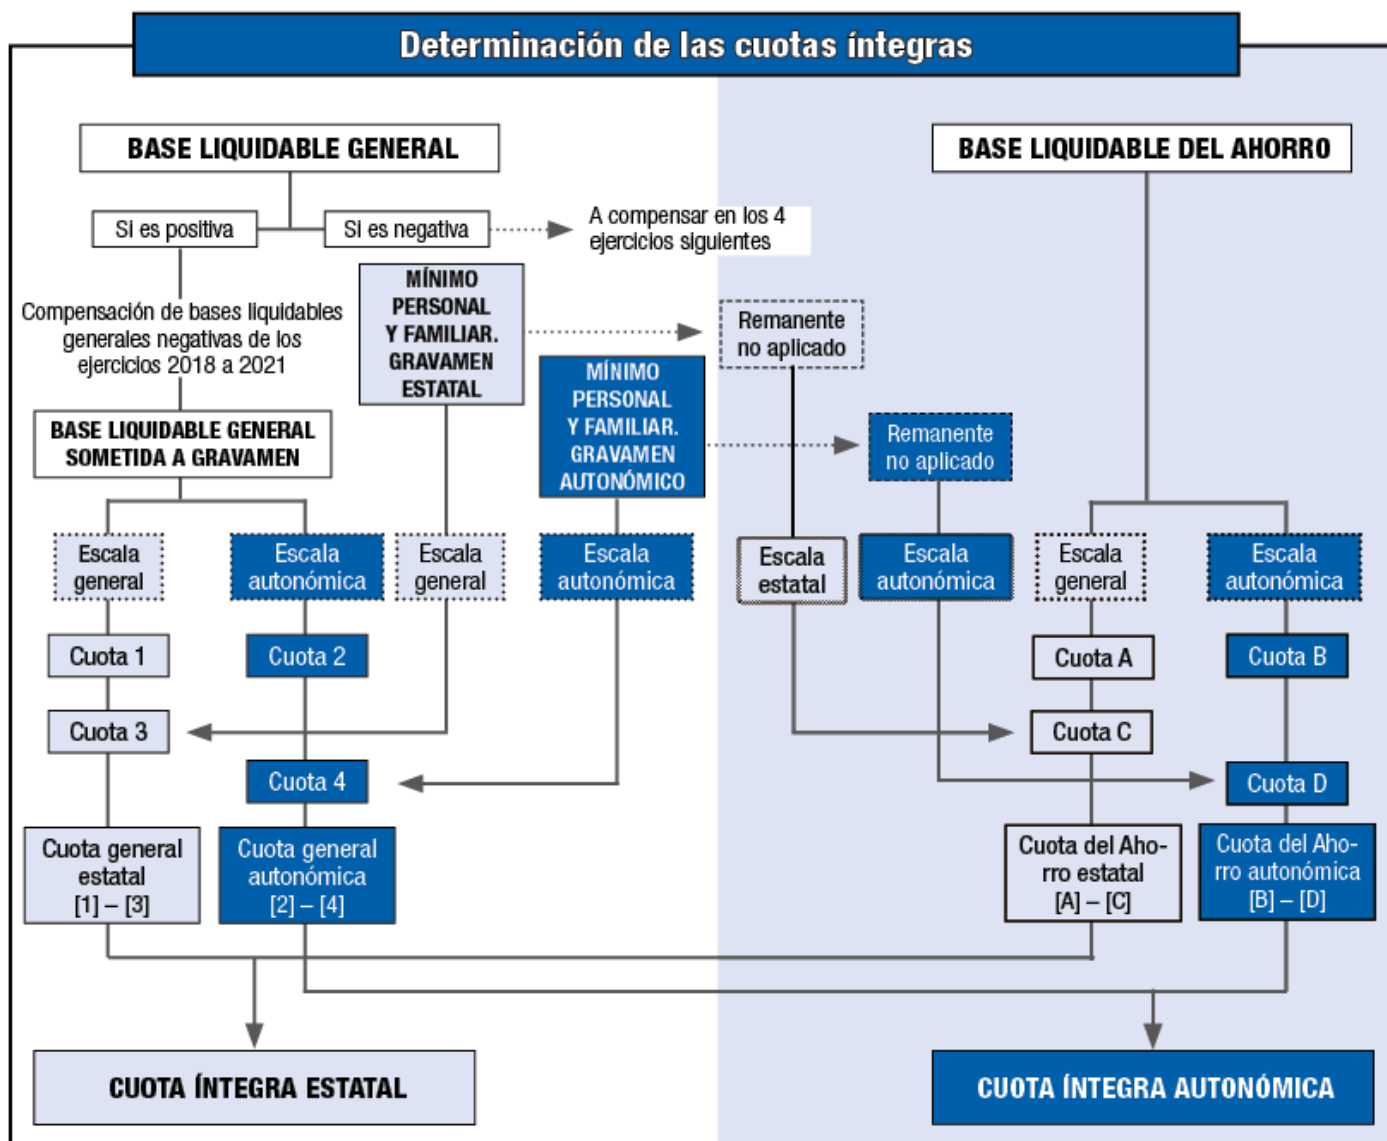 Determinación de las cuotas íntegras
BASE LIQUIDABLE GENERAL
BASE LIQUIDABLE DEL AHORRO
Si es positiva
Si es negativa
A compensar en los 4
ejercicios siguientes
MÍNIMO
PERSONAL
Y FAMILIAR.
GRAVAMEN
ESTATAL
Compensación de bases liquidables
generales negativas de los
ejercicios 2018 a 2021
Remanente
no aplicado
MÍNIMO
PERSONAL
Y FAMILIAR.
GRAVAMEN
AUTONÓMICO
BASE LIQUIDABLE GENERAL
SOMETIDA A GRAVAMEN
Remanente
no aplicado
Escala
general
Escala
autonómica
Escala
general
Escala
autonómica
Escala
estatal
Escala
autonómica
Escala
general
Escala
autonómica
Cuota 1
Cuota 2
Cuota A
Cuota B
Cuota 3
Cuota C
Cuota 4
Cuota D
Cuota general
estatal
[1] – [3]
Cuota general
autonómica
[2] – [4]
Cuota del Aho-
rro estatal
[A] – [C]
Cuota del Aho-
rro autonómica
[B] – [D]
CUOTA ÍNTEGRA ESTATAL
CUOTA ÍNTEGRA AUTONÓMICA